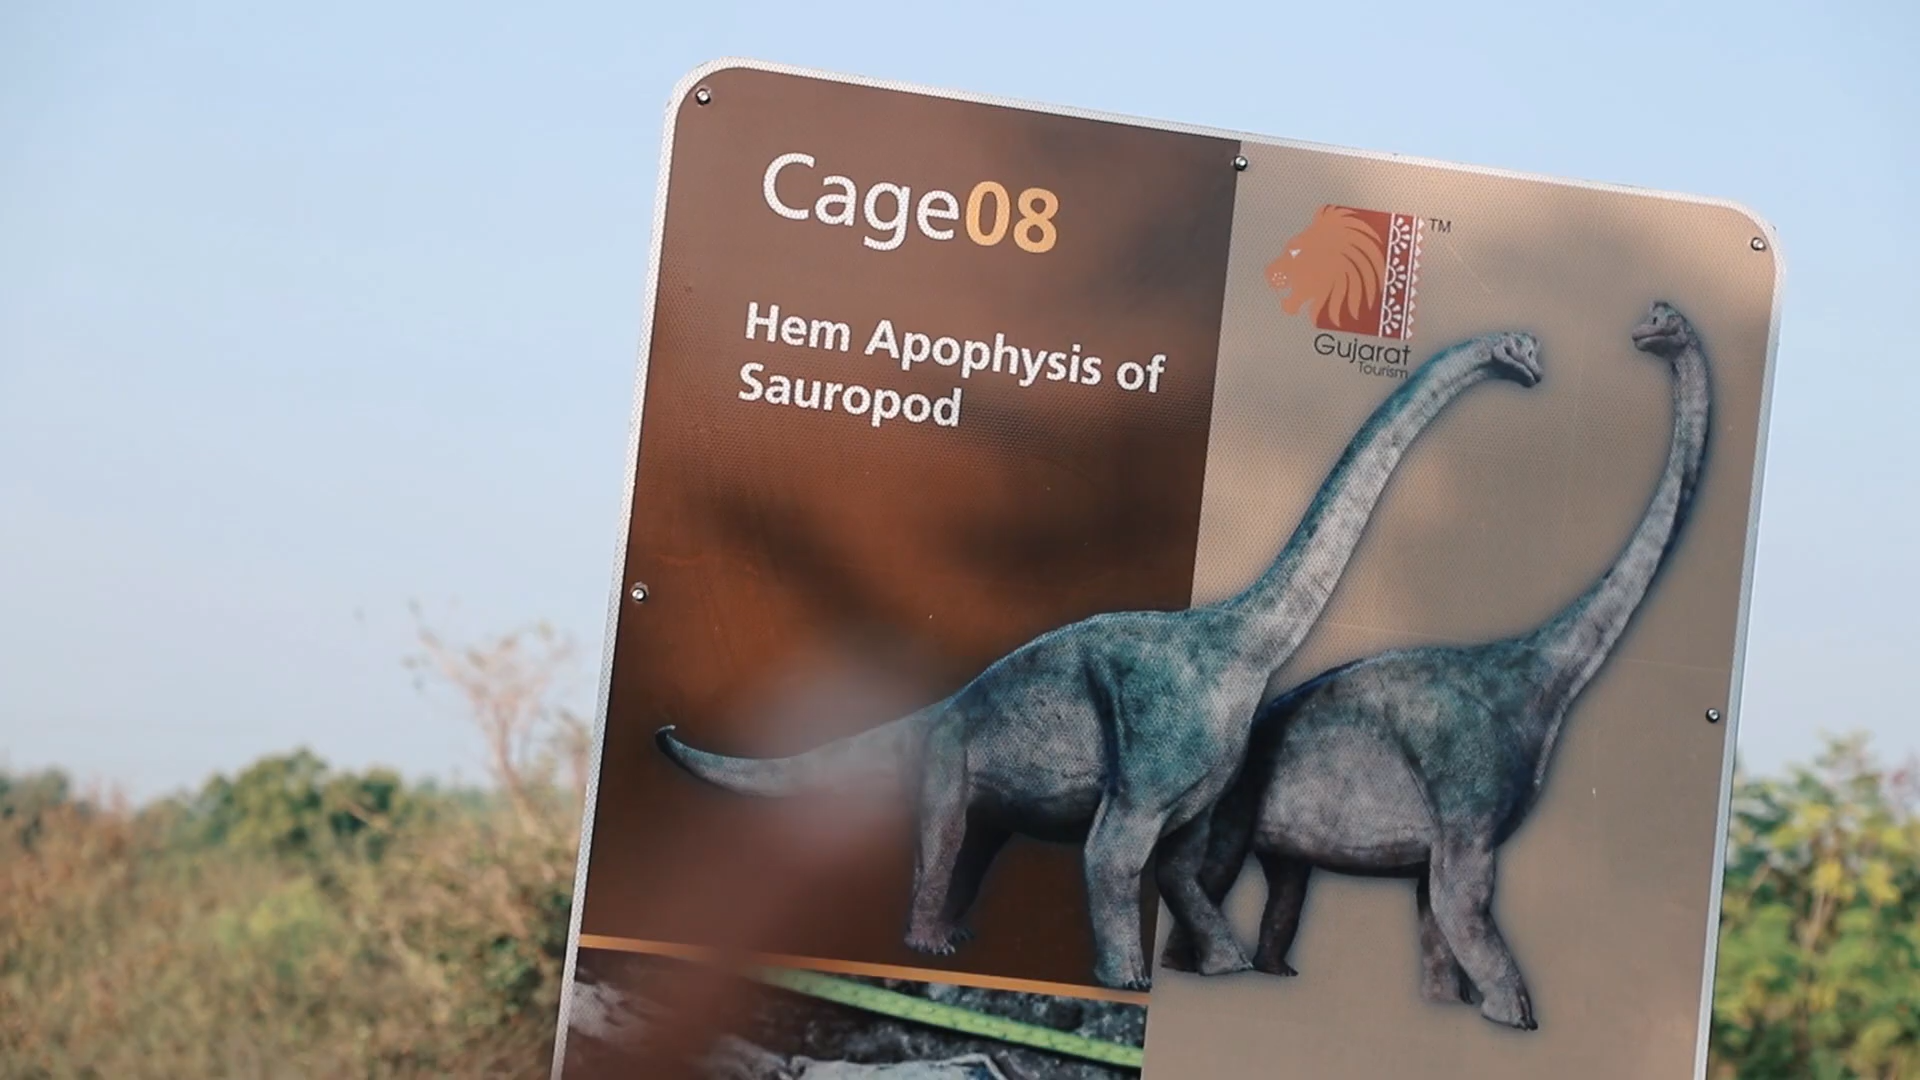 Cage08
Hem Apophysis of
Sauropod
TM
Gujarat
Tourism